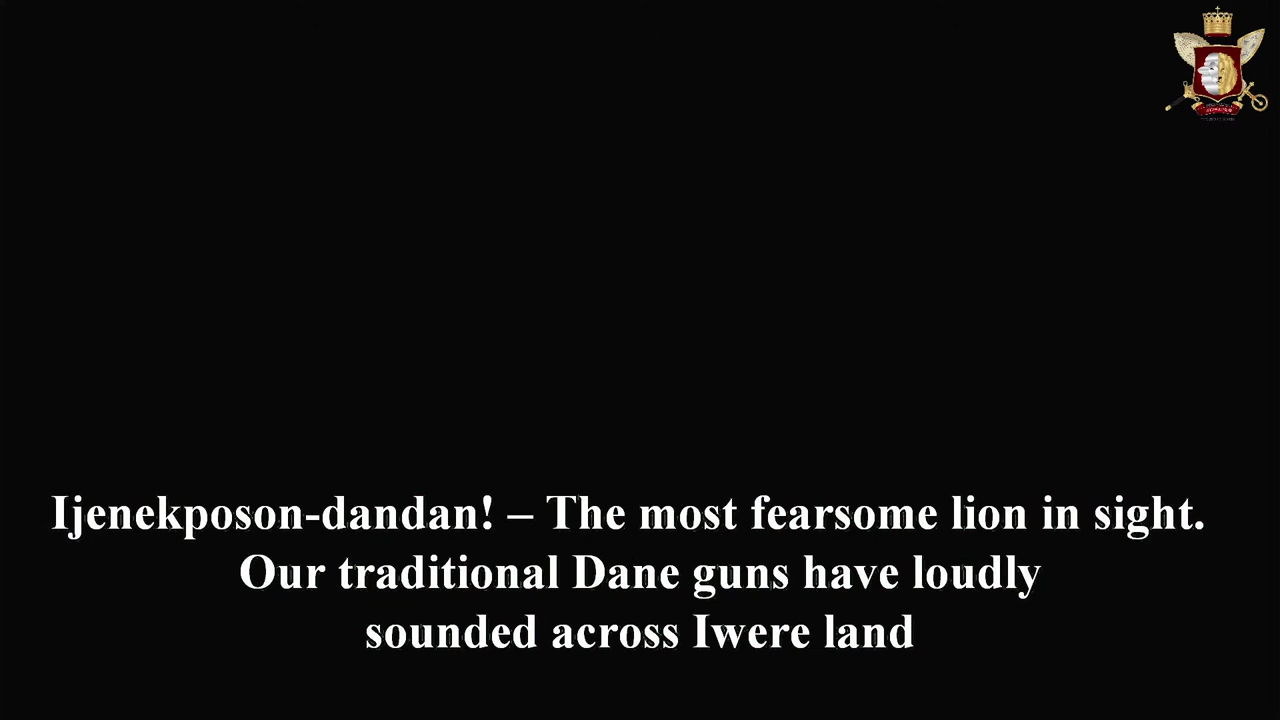 Ijenekposon-dandan! – The most fearsome lion in sight.
Our traditional Dane guns have loudly
sounded across Iwere land